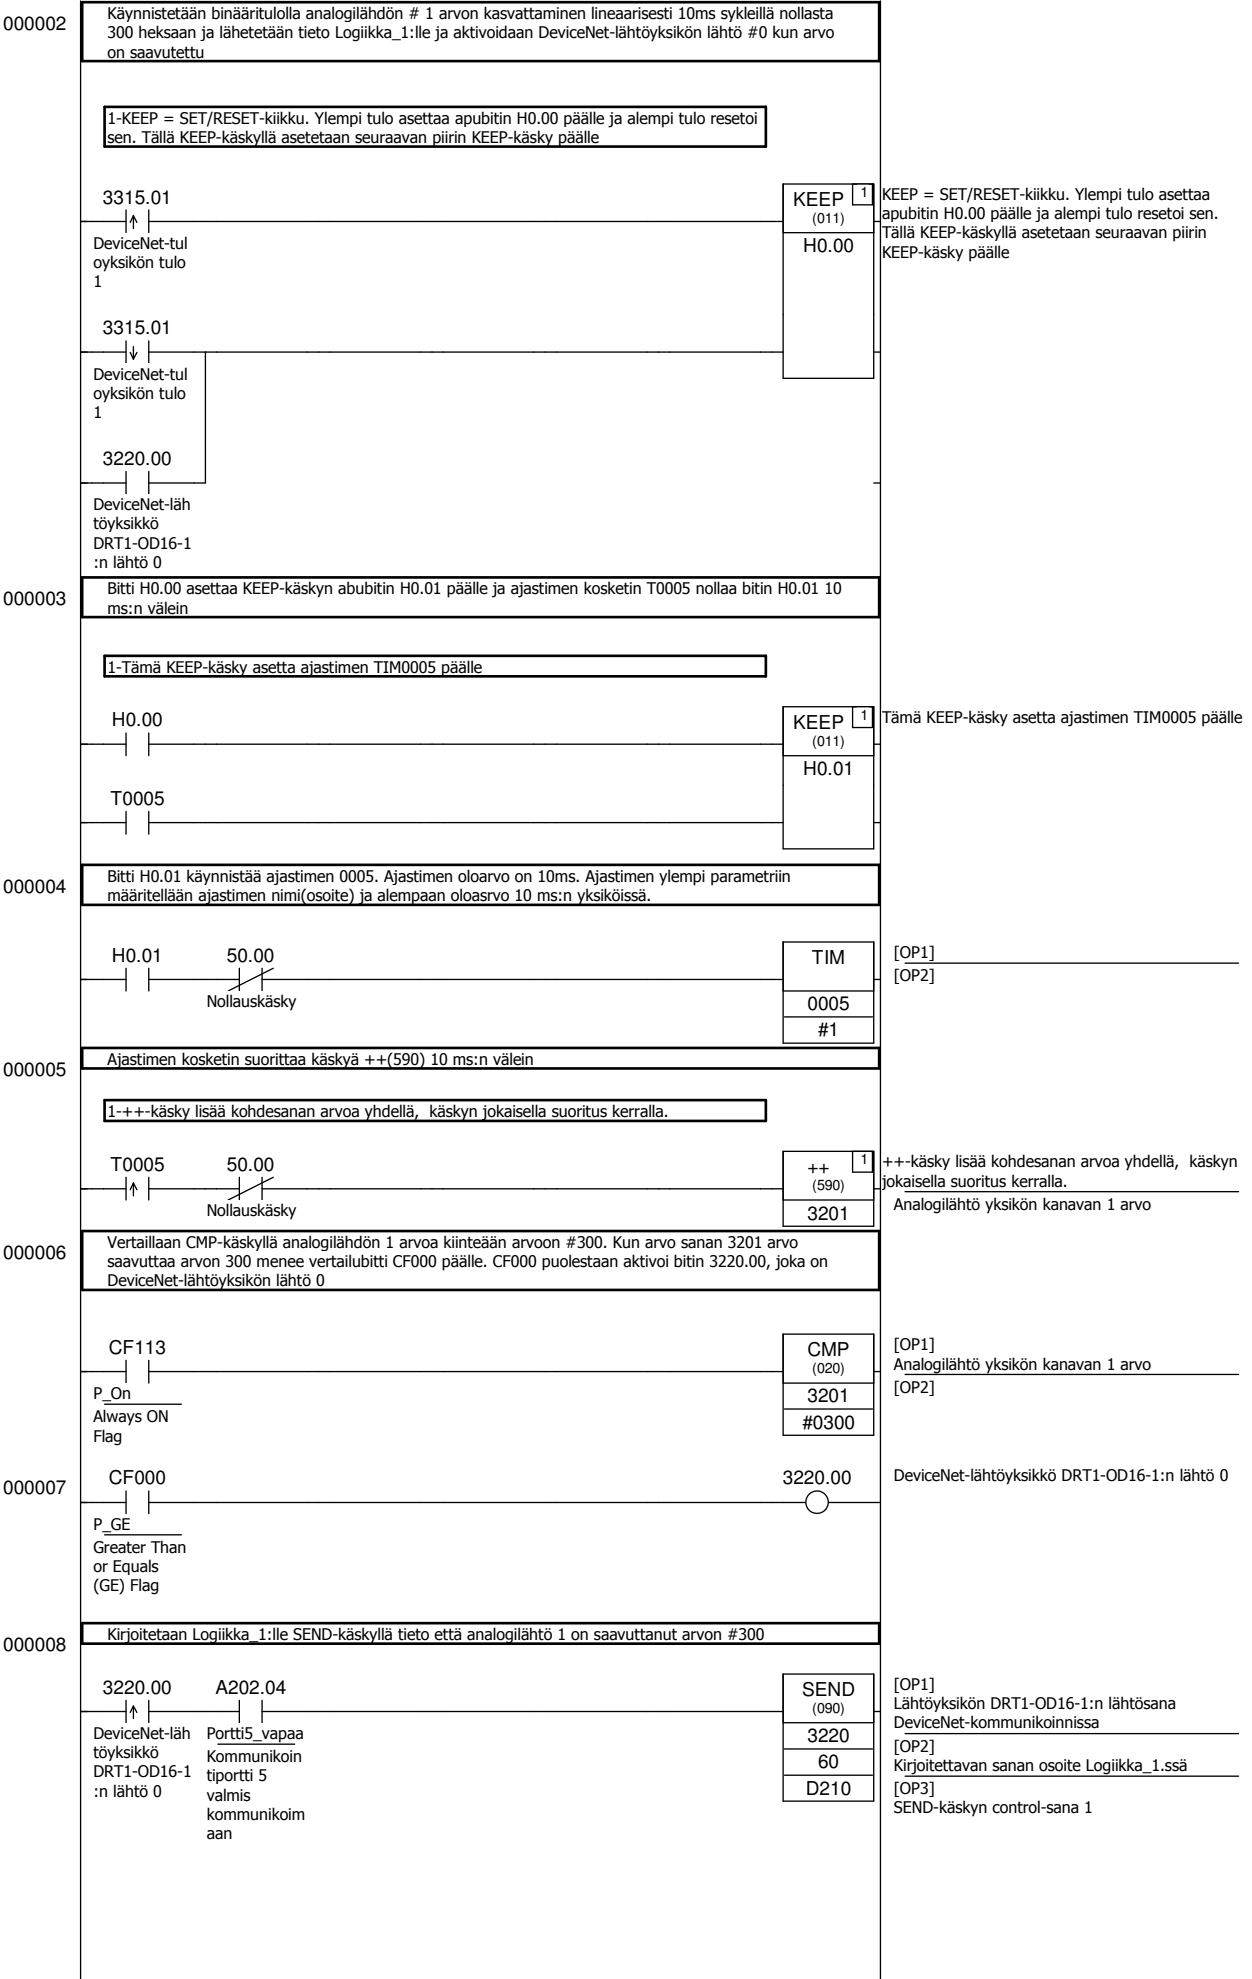 000002
Käynnistetään binääritulolla analogilähdön # 1 arvon kasvattaminen lineaarisesti 10ms sykleillä nollasta
300 heksaan ja lähetetään tieto Logiikka_1:lle ja aktivoidaan DeviceNet-lähtöyksikön lähtö #0 kun arvo
on saavutettu
1-KEEP = SET/RESET-kiikku. Ylempi tulo asettaa apubitin H0.00 päälle ja alempi tulo resetoi
sen. Tällä KEEP-käskyllä asetetaan seuraavan piirin KEEP-käsky päälle
3315.01
DeviceNet-tul
oyksikön tulo
1
KEEP
1
(011)
H0.00
KEEP = SET/RESET-kiikku. Ylempi tulo asettaa
apubitin H0.00 päälle ja alempi tulo resetoi sen.
Tällä KEEP-käskyllä asetetaan seuraavan piirin
KEEP-käsky päälle
3315.01
DeviceNet-tul
oyksikön tulo
1
3220.00
DeviceNet-läh
töyksikkö
DRT1-OD16-1
:n lähtö 0
000003
Bitti H0.00 asettaa KEEP-käskyn abubitin H0.01 päälle ja ajastimen kosketin T0005 nollaa bitin H0.01 10
ms:n välein
1-Tämä KEEP-käsky asetta ajastimen TIM0005 päälle
H0.00
KEEP
1
(011)
H0.01
Tämä KEEP-käsky asetta ajastimen TIM0005 päälle
T0005
000004
Bitti H0.01 käynnistää ajastimen 0005. Ajastimen oloarvo on 10ms. Ajastimen ylempi parametriin
määritellään ajastimen nimi(osoite) ja alempaan oloasrvo 10 ms:n yksiköissä.
H0.01
50.00
Nollauskäsky
TIM
0005
#1
[OP1]
[OP2]
000005
Ajastimen kosketin suorittaa käskyä ++(590) 10 ms:n välein
1-++-käsky lisää kohdesanan arvoa yhdellä, käskyn jokaisella suoritus kerralla.
T0005
50.00
Nollauskäsky
++
1
(590)
3201
++-käsky lisää kohdesanan arvoa yhdellä, käskyn
jokaisella suoritus kerralla.
Analogilähtö yksikön kanavan 1 arvo
000006
Vertaillaan CMP-käskyllä analogilähdön 1 arvoa kiinteään arvoon #300. Kun arvo sanan 3201 arvo
saavuttaa arvon 300 menee vertailubitti CF000 päälle. CF000 puolestaan aktivoi bitin 3220.00, joka on
DeviceNet-lähtöyksikön lähtö 0
CF113
P_On
Always ON
Flag
CMP
(020)
3201
#0300
[OP1]
Analogilähtö yksikön kanavan 1 arvo
[OP2]
000007
CF000
P_GE
Greater Than
or Equals
(GE) Flag
3220.00
DeviceNet-lähtöyksikkö DRT1-OD16-1:n lähtö 0
000008
Kirjoitetaan Logiikka_1:lle SEND-käskyllä tieto että analogilähtö 1 on saavuttanut arvon #300
3220.00
DeviceNet-läh
töyksikkö
DRT1-OD16-1
:n lähtö 0
A202.04
Portti5_vapaa
Kommunikoin
tiportti 5
valmis
kommunikoim
aan
SEND
(090)
3220
60
D210
[OP1]
Lähtöyksikön DRT1-OD16-1:n lähtösana
DeviceNet-kommunikoinnissa
[OP2]
Kirjoitettavan sanan osoite Logiikka_1.ssä
[OP3]
SEND-käskyn control-sana 1